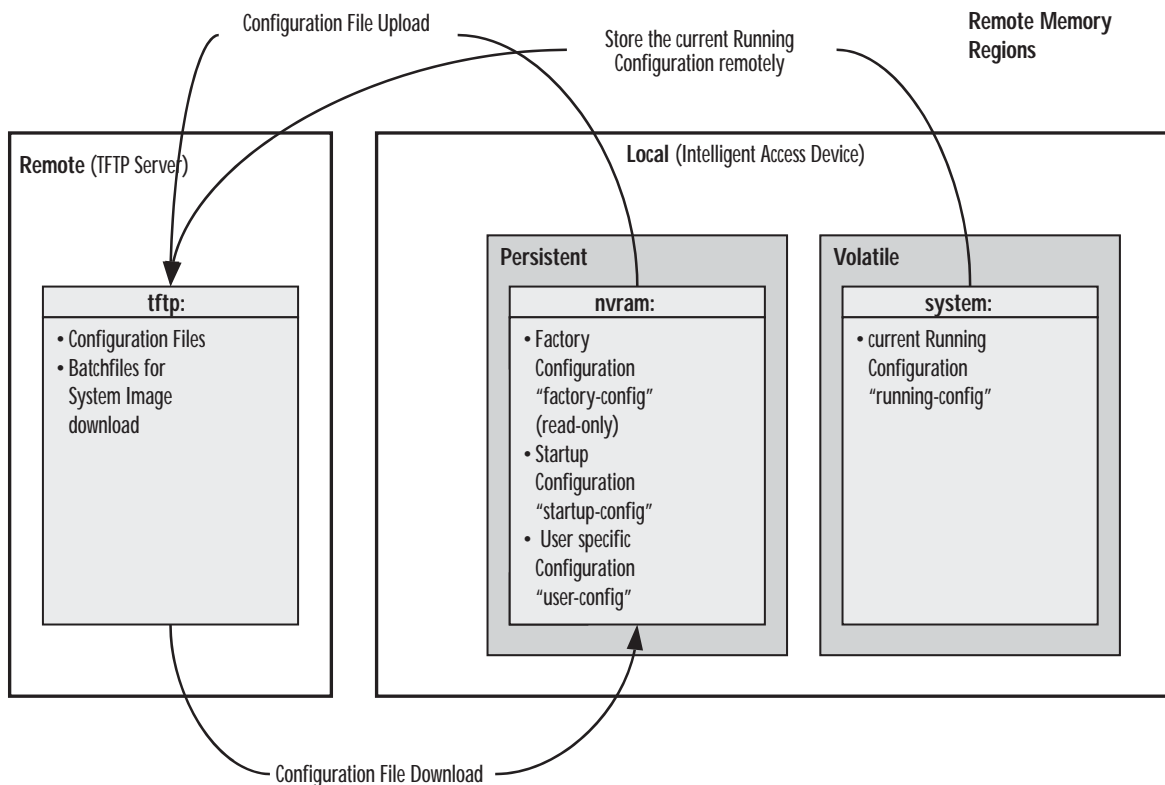 Configuration File Upload
Store the current Running
Configuration remotely
Remote Memory
Regions
Remote (TFTP Server)
Local (Intelligent Access Device)
Persistent
Volatile
tftp:
• Configuration Files
• Batchfiles for
System Image
download
nvram:
• Factory
Configuration
“factory-config”
(read-only)
• Startup
Configuration
“startup-config”
• User specific
Configuration
“user-config”
system:
• current Running
Configuration
“running-config”
Configuration File Download